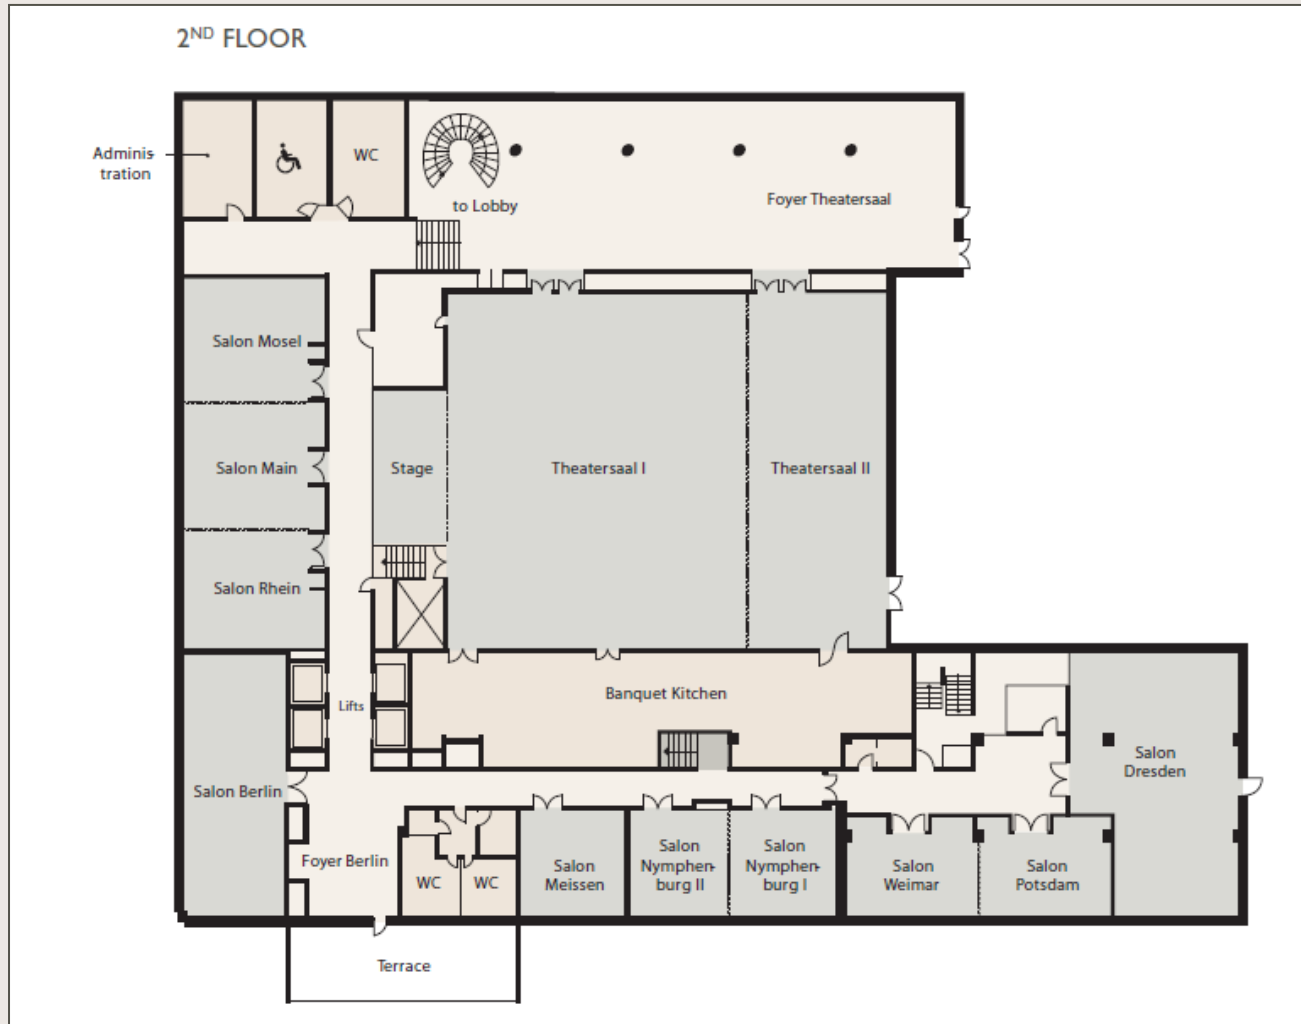 2ND FLOOR
Adminis-
tration
WC
to Lobby
Foyer Theatersaal
Salon Mosel
Salon Main
Stage
Theatersaal I
Theatersaal II
Salon Rhein
Lifts
Banquet Kitchen
Salon
Dresden
Salon Berlin
Foyer Berlin
WC
WC
Salon
Meissen
Salon
Nymphen-
burg II
Salon
Nymphen-
burg I
Salon
Weimar
Salon
Potsdam
Terrace